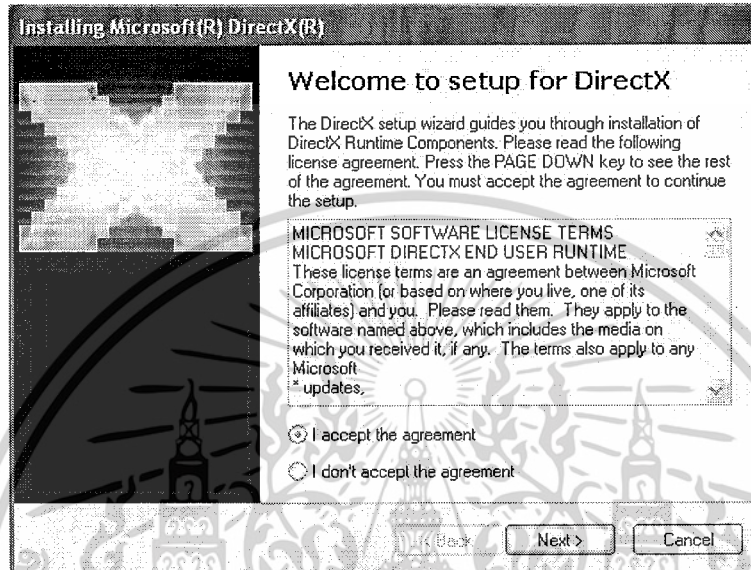 Installing Microsoft(R) DirectX(R)
Welcome to setup for DirectX
The DirectX setup wizard guides you through installation of
DirectX Runtime Components. Please read the following
license agreement. Press the PAGE DOWN key to see the rest
of the agreement. You must accept the agreement to continue
the setup.
MICROSOFT SOFTWARE LICENSE TERMS
MICROSOFT DIRECTX END USER RUNTIME
These license terms are an agreement between Microsoft
Corporation (or based on where you live, one of its
affiliates) and you. Please read them. They apply to the
software named above, which includes the media on
which you received it, if any. The terms also apply to any
Microsoft
* updates,
I accept the agreement
I don't accept the agreement
< Back
Next >
Cancel